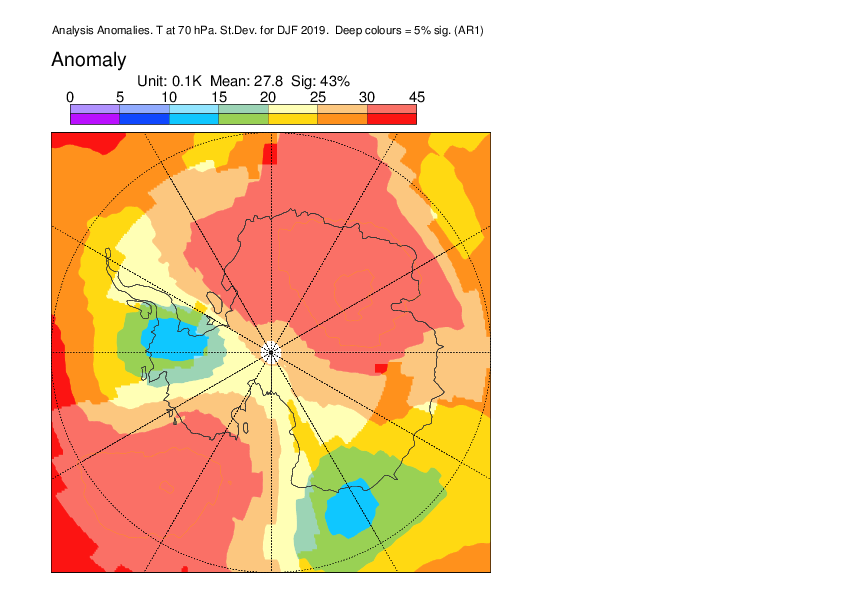 Analysis Anomalies. T at 70 hPa. St.Dev. for DJF 2019. Deep colours = 5% sig. (AR1)
Anomaly
Unit: 0.1K Mean: 27.8 Sig: 43%
0 5 10 15 20 25 30 45